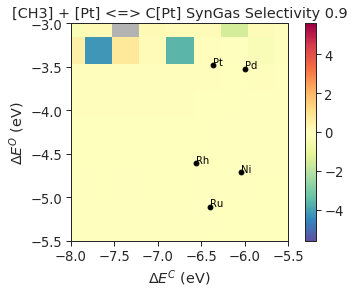 [CH3] + [Pt] <=> C[Pt] SynGas Selectivity 0.9
−3.0
−3.5
−4.0
−4.5
−5.0
−5.5
ΔE^O (eV)
Pt
Pd
Rh
Ni
Ru
−8.0 −7.5 −7.0 −6.5 −6.0 −5.5
ΔE^C (eV)
4
2
0
−2
−4